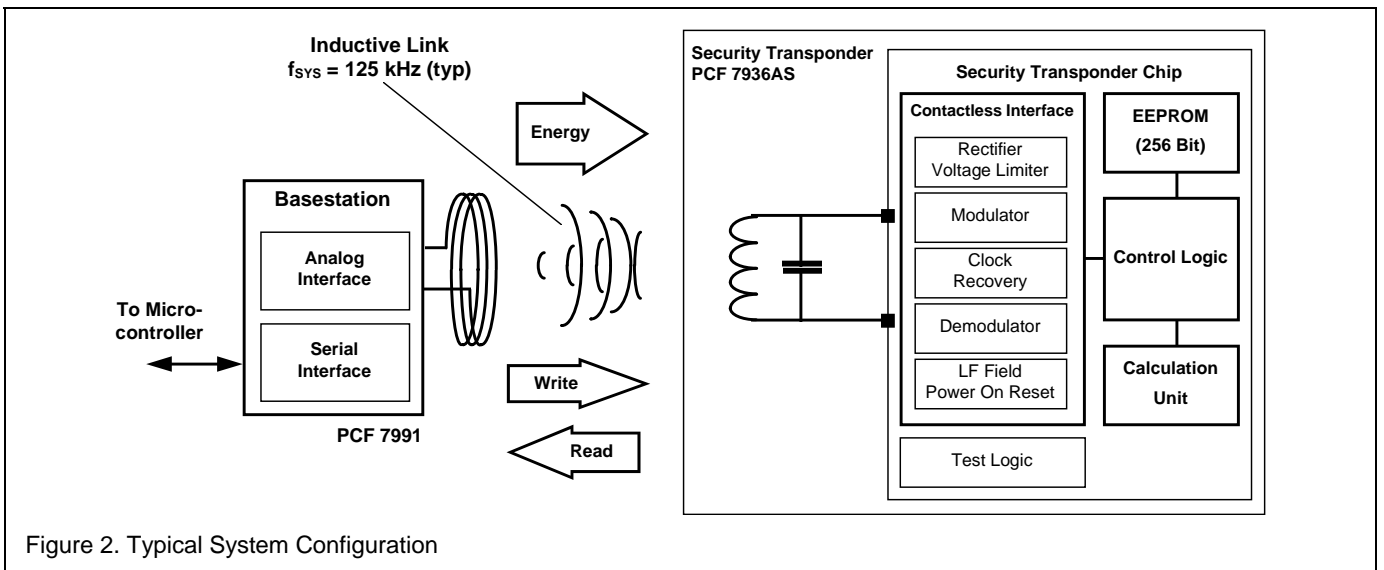 Inductive Link
fSYS = 125 kHz (typ)
Energy
Basestation
Analog
Interface
Serial
Interface
To Micro-
controller
PCF 7991
Write
Read
Security Transponder
PCF 7936AS
Security Transponder Chip
Contactless Interface
Rectifier
Voltage Limiter
Modulator
Clock
Recovery
Demodulator
LF Field
Power On Reset
Test Logic
EEPROM
(256 Bit)
Control Logic
Calculation
Unit
Figure 2. Typical System Configuration